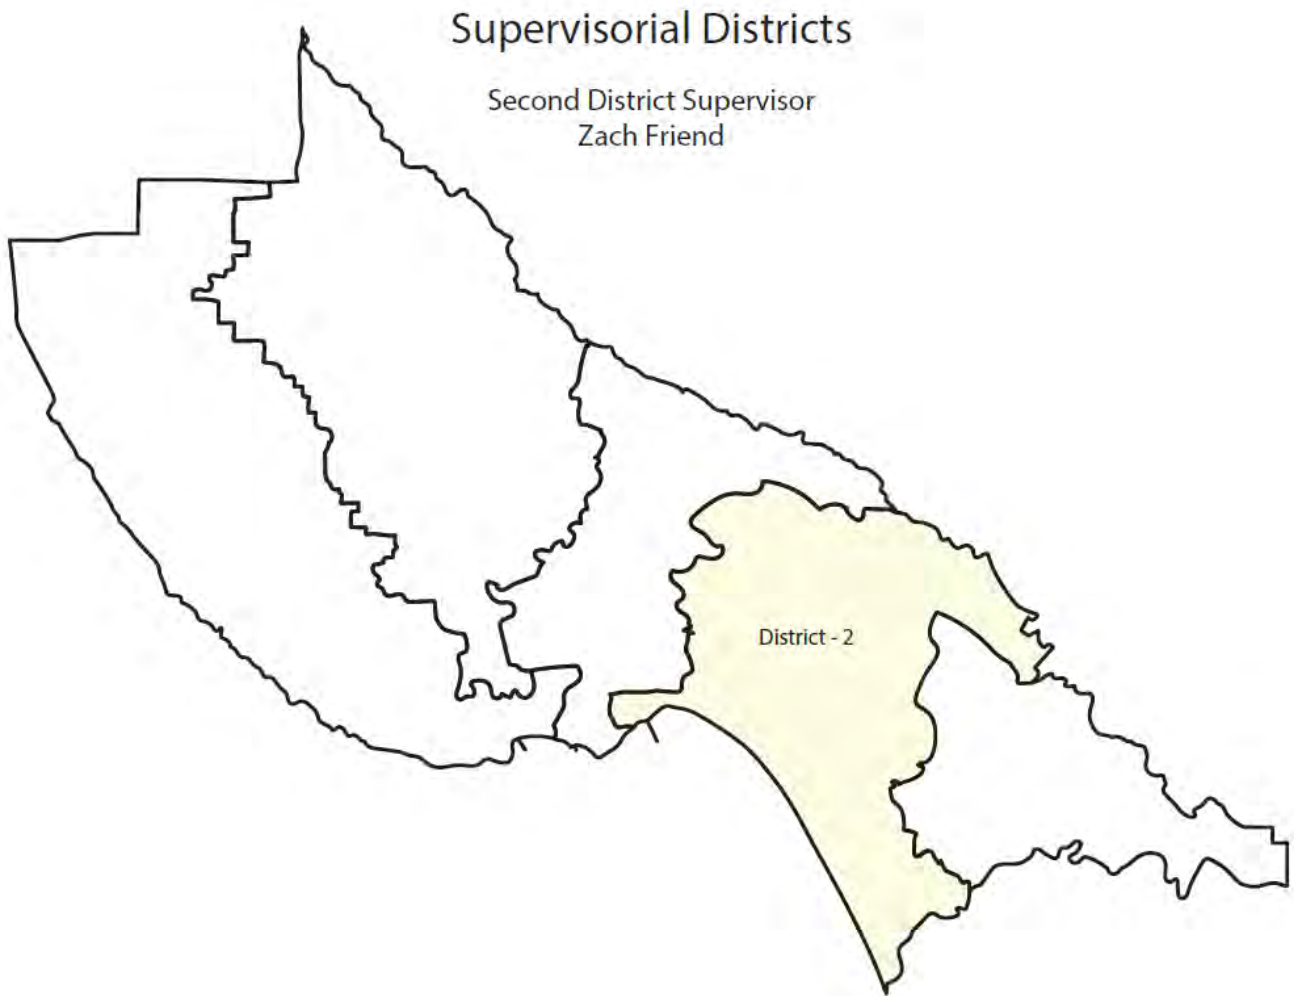 Supervisorial Districts
Second District Supervisor
Zach Friend
District - 2